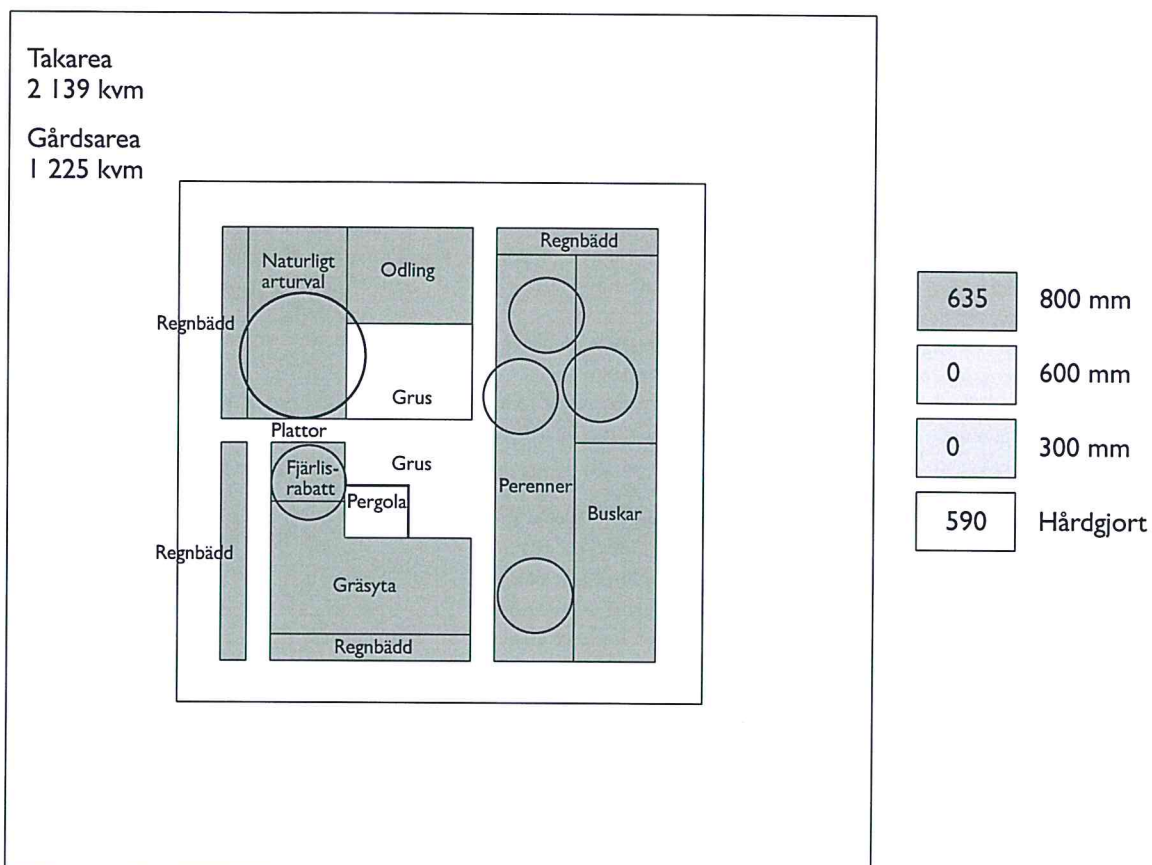 Takarea
2 139 kvm
Gårdsarea
1 225 kvm
Regnbädd
Naturligt
arturval
Odling
Regnbädd
Grus
Plattor
Grus
Fjärlis-
rabatt
Pergola
Perenner
Buskar
Regnbädd
Gräsyta
Regnbädd
635 800 mm
0 600 mm
0 300 mm
590 Hårdgjort